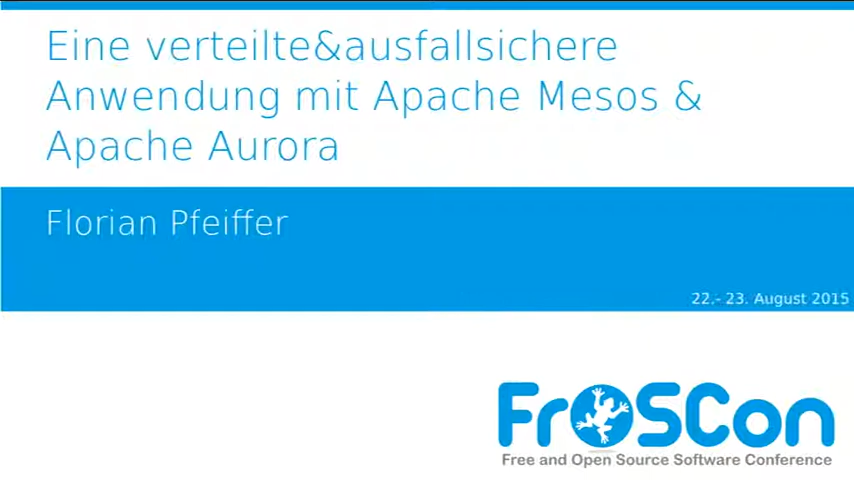 Eine verteilte&ausfallsichere
Anwendung mit Apache Mesos &
Apache Aurora
Florian Pfeiffer
22.- 23. August 2015
FrOSCon
Free and Open Source Software Conference